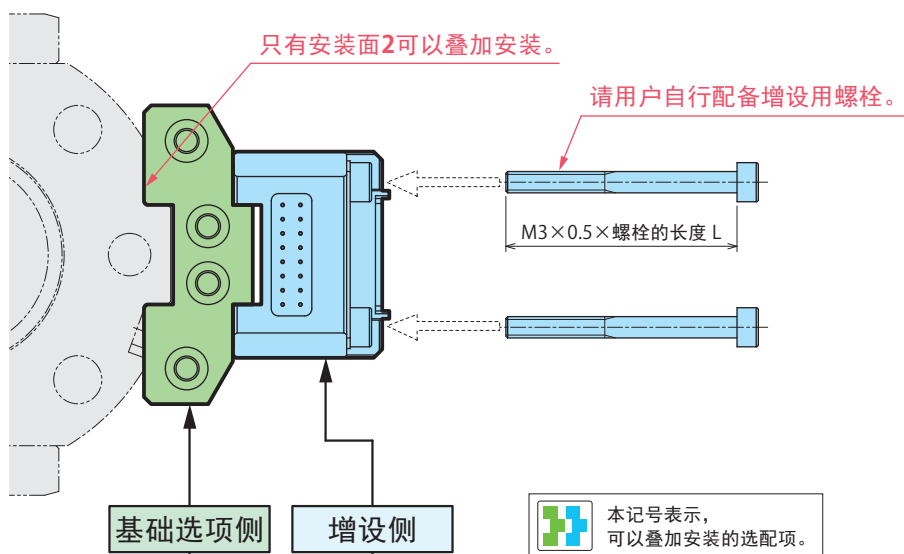 只有安装面2可以叠加安装。
请用户自行配备增设用螺栓。
M3×0.5×螺栓的长度 L
基础选项侧
增设侧
本记号表示，
可以叠加安装的选配项。